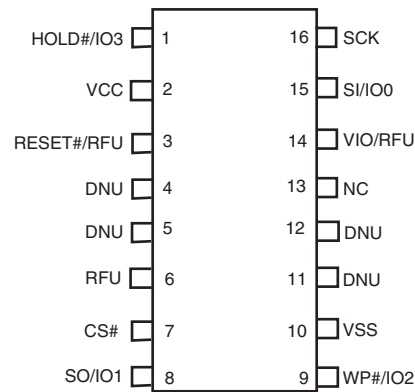 HOLD#/IO3 1 16 SCK
VCC 2 15 SI/IO0
RESET#/RFU 3 14 VIO/RFU
DNU 4 13 NC
DNU 5 12 DNU
RFU 6 11 DNU
CS# 7 10 VSS
SO/IO1 8 9 WP#/IO2